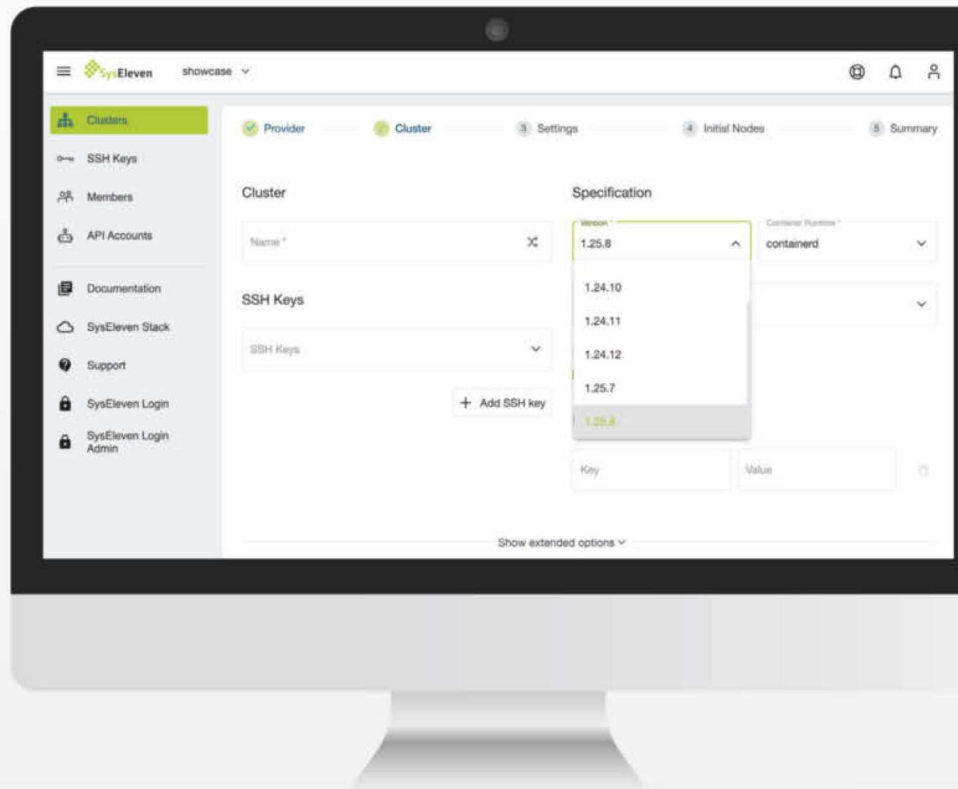 SysEleven
showcase
Clusters
SSH Keys
Members
API Accounts
Documentation
SysEleven Stack
Support
SysEleven Login
SysEleven Login
Admin
Provider
Cluster
3 Settings
4 Initial Nodes
5 Summary
Cluster
Name *
SSH Keys
SSH Keys
+ Add SSH key
Specification
Version *
1.25.8
Container Runtime *
containerd
1.24.10
1.24.11
1.24.12
1.25.7
1.25.8
Key
Value
Show extended options